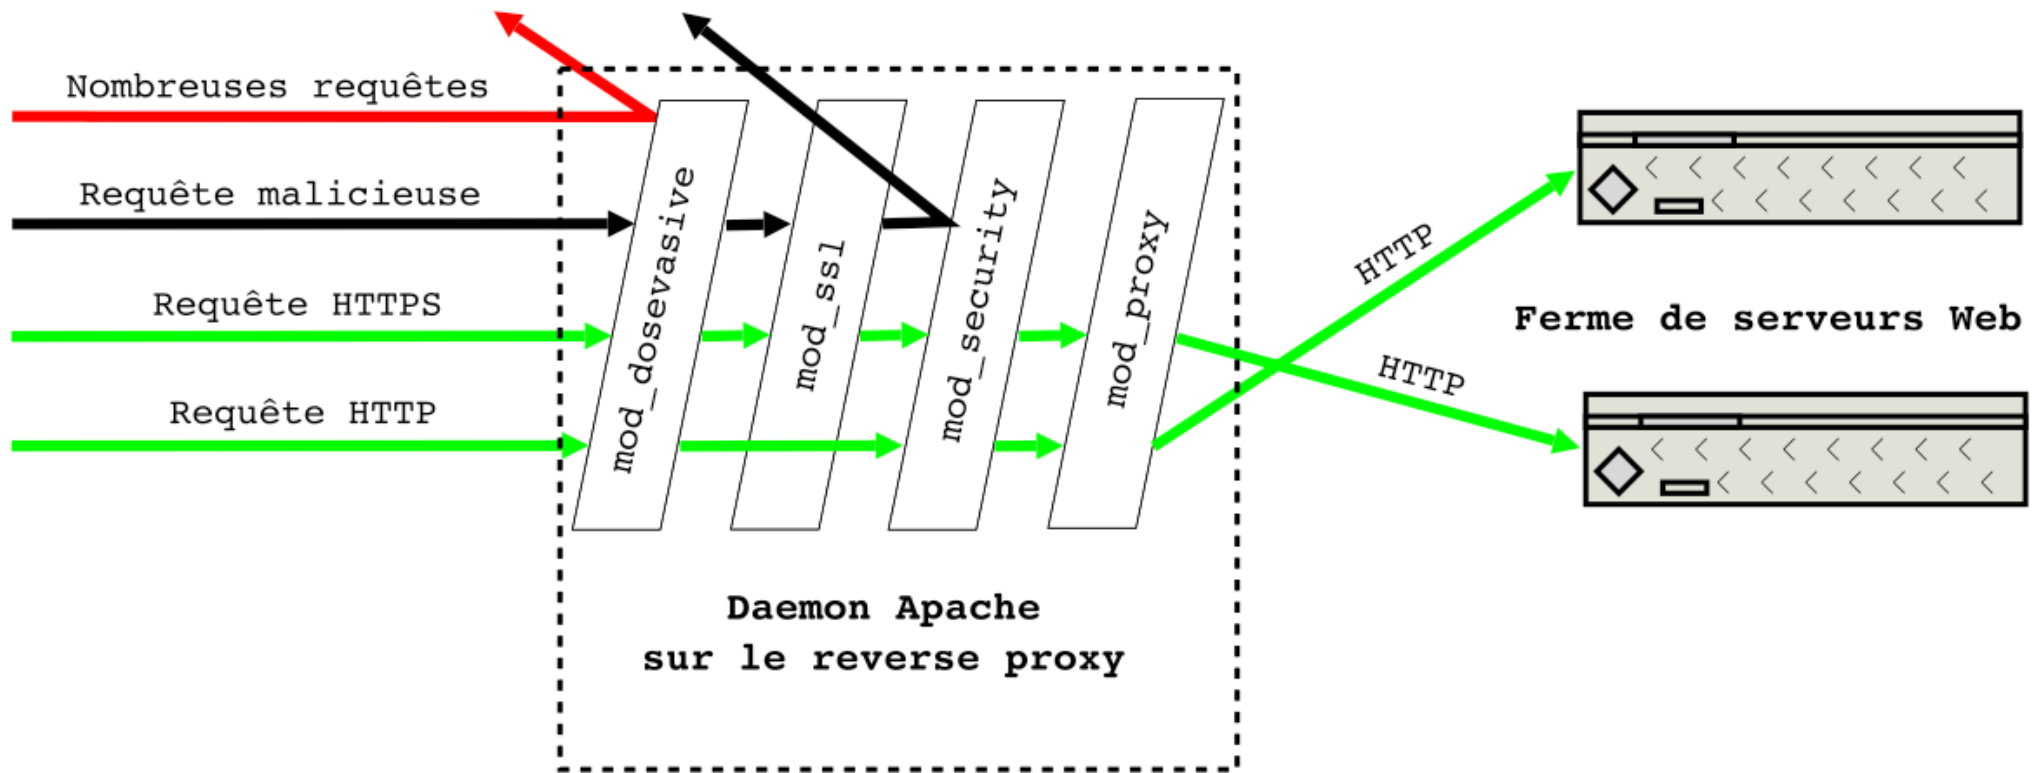 Nombreuses requêtes
Requête malicieuse
Requête HTTPS
Requête HTTP
mod_dosevasive
mod_ssl
mod_security
mod_proxy
HTTP
HTTP
Ferme de serveurs Web
Daemon Apache
sur le reverse proxy